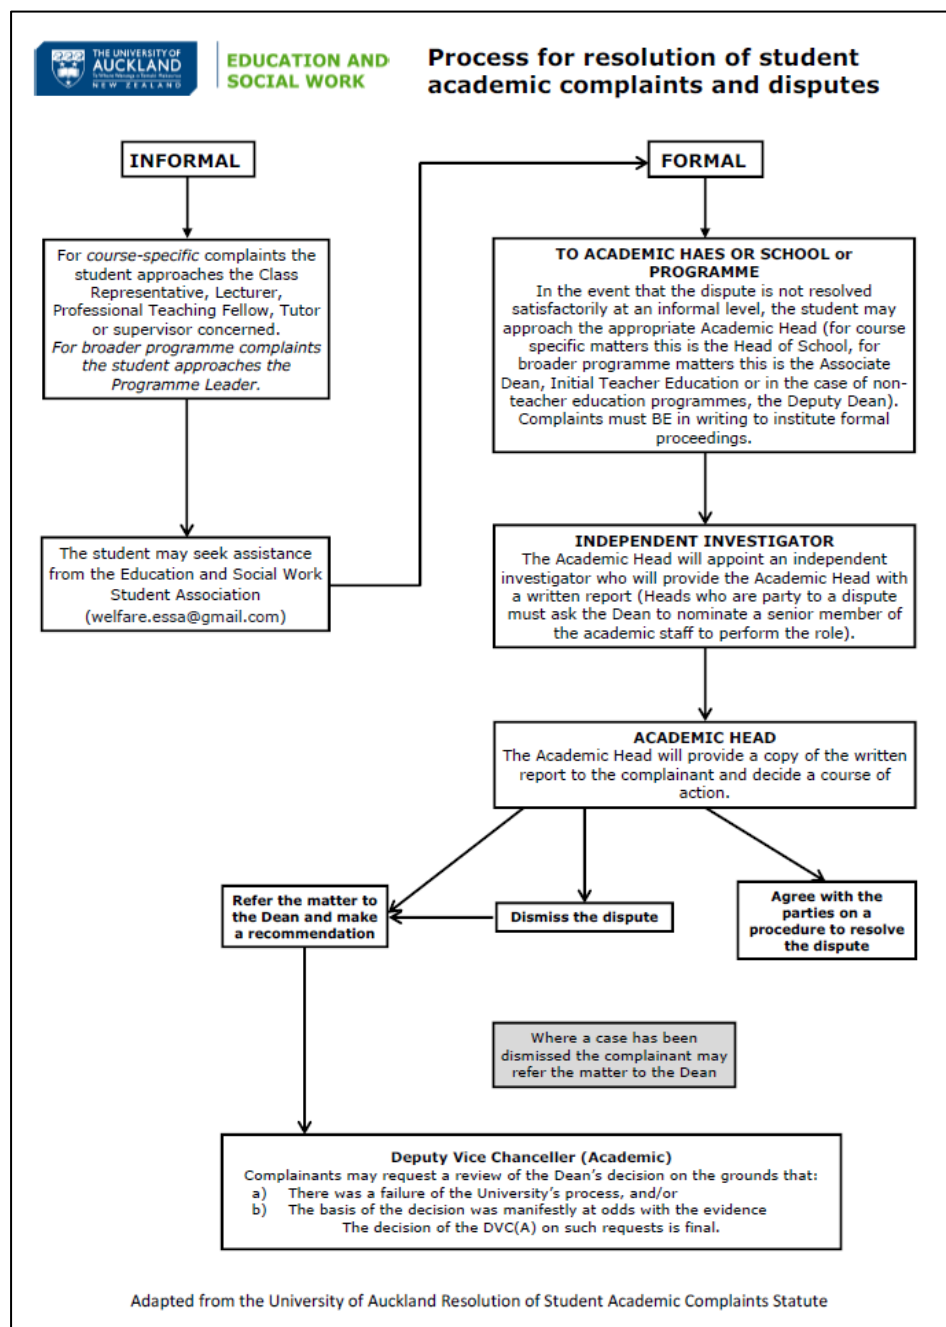 THE UNIVERSITY OF
AUCKLAND
Te Whare Wānanga o Tāmaki Makaurau
NEW ZEALAND
EDUCATION AND
SOCIAL WORK
Process for resolution of student
academic complaints and disputes
INFORMAL
For course-specific complaints the
student approaches the Class
Representative, Lecturer,
Professional Teaching Fellow, Tutor
or supervisor concerned.
For broader programme complaints
the student approaches the
Programme Leader.
The student may seek assistance
from the Education and Social Work
Student Association
(welfare.essa@gmail.com)
FORMAL
TO ACADEMIC HAES OR SCHOOL or
PROGRAMME
In the event that the dispute is not resolved
satisfactorily at an informal level, the student may
approach the appropriate Academic Head (for course
specific matters this is the Head of School, for
broader programme matters this is the Associate
Dean, Initial Teacher Education or in the case of non-
teacher education programmes, the Deputy Dean).
Complaints must BE in writing to institute formal
proceedings.
INDEPENDENT INVESTIGATOR
The Academic Head will appoint an independent
investigator who will provide the Academic Head with
a written report (Heads who are party to a dispute
must ask the Dean to nominate a senior member of
the academic staff to perform the role).
ACADEMIC HEAD
The Academic Head will provide a copy of the written
report to the complainant and decide a course of
action.
Refer the matter to
the Dean and make
a recommendation
Dismiss the dispute
Agree with the
parties on a
procedure to resolve
the dispute
Where a case has been
dismissed the complainant may
refer the matter to the Dean
Deputy Vice Chanceller (Academic)
Complainants may request a review of the Dean's decision on the grounds that:
a) There was a failure of the University's process, and/or
b) The basis of the decision was manifestly at odds with the evidence
The decision of the DVC(A) on such requests is final.
Adapted from the University of Auckland Resolution of Student Academic Complaints Statute